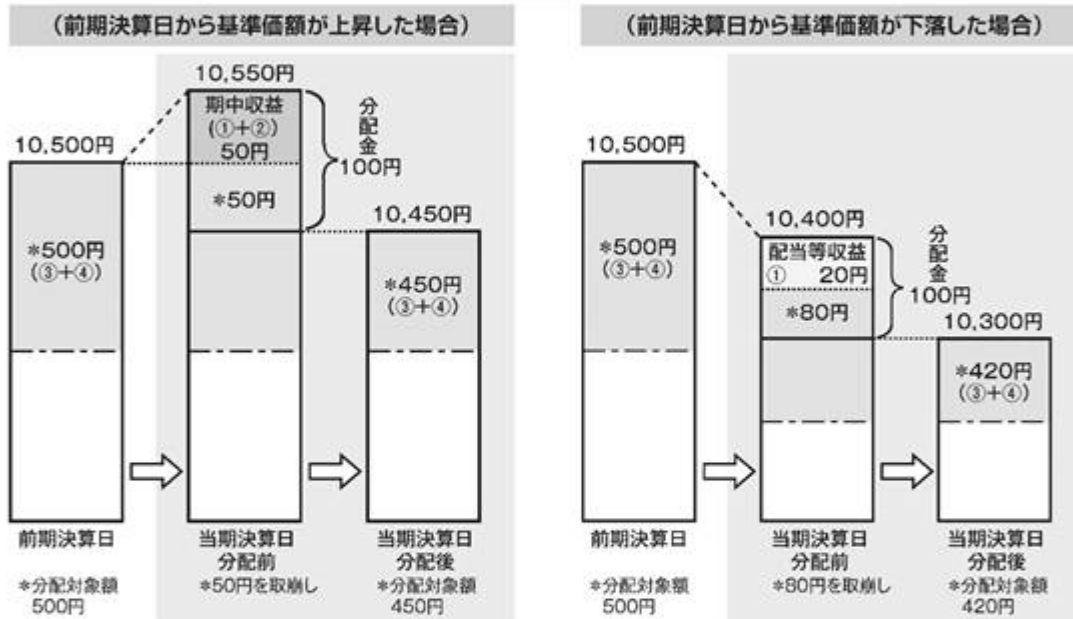 (前期決算日から基準価額が上昇した場合)
10,550円
期中収益
(①+②)
50円
*50円
分配金
100円
10,500円
*500円
(③+④)
10,450円
*450円
(③+④)
前期決算日
当期決算日
分配前
当期決算日
分配後
*分配対象額
500円
*50円を取崩し
*分配対象額
450円
(前期決算日から基準価額が下落した場合)
10,500円
*500円
(③+④)
10,400円
配当等収益
① 20円
*80円
分配金
100円
10,300円
*420円
(③+④)
前期決算日
当期決算日
分配前
当期決算日
分配後
*分配対象額
500円
*80円を取崩し
*分配対象額
420円